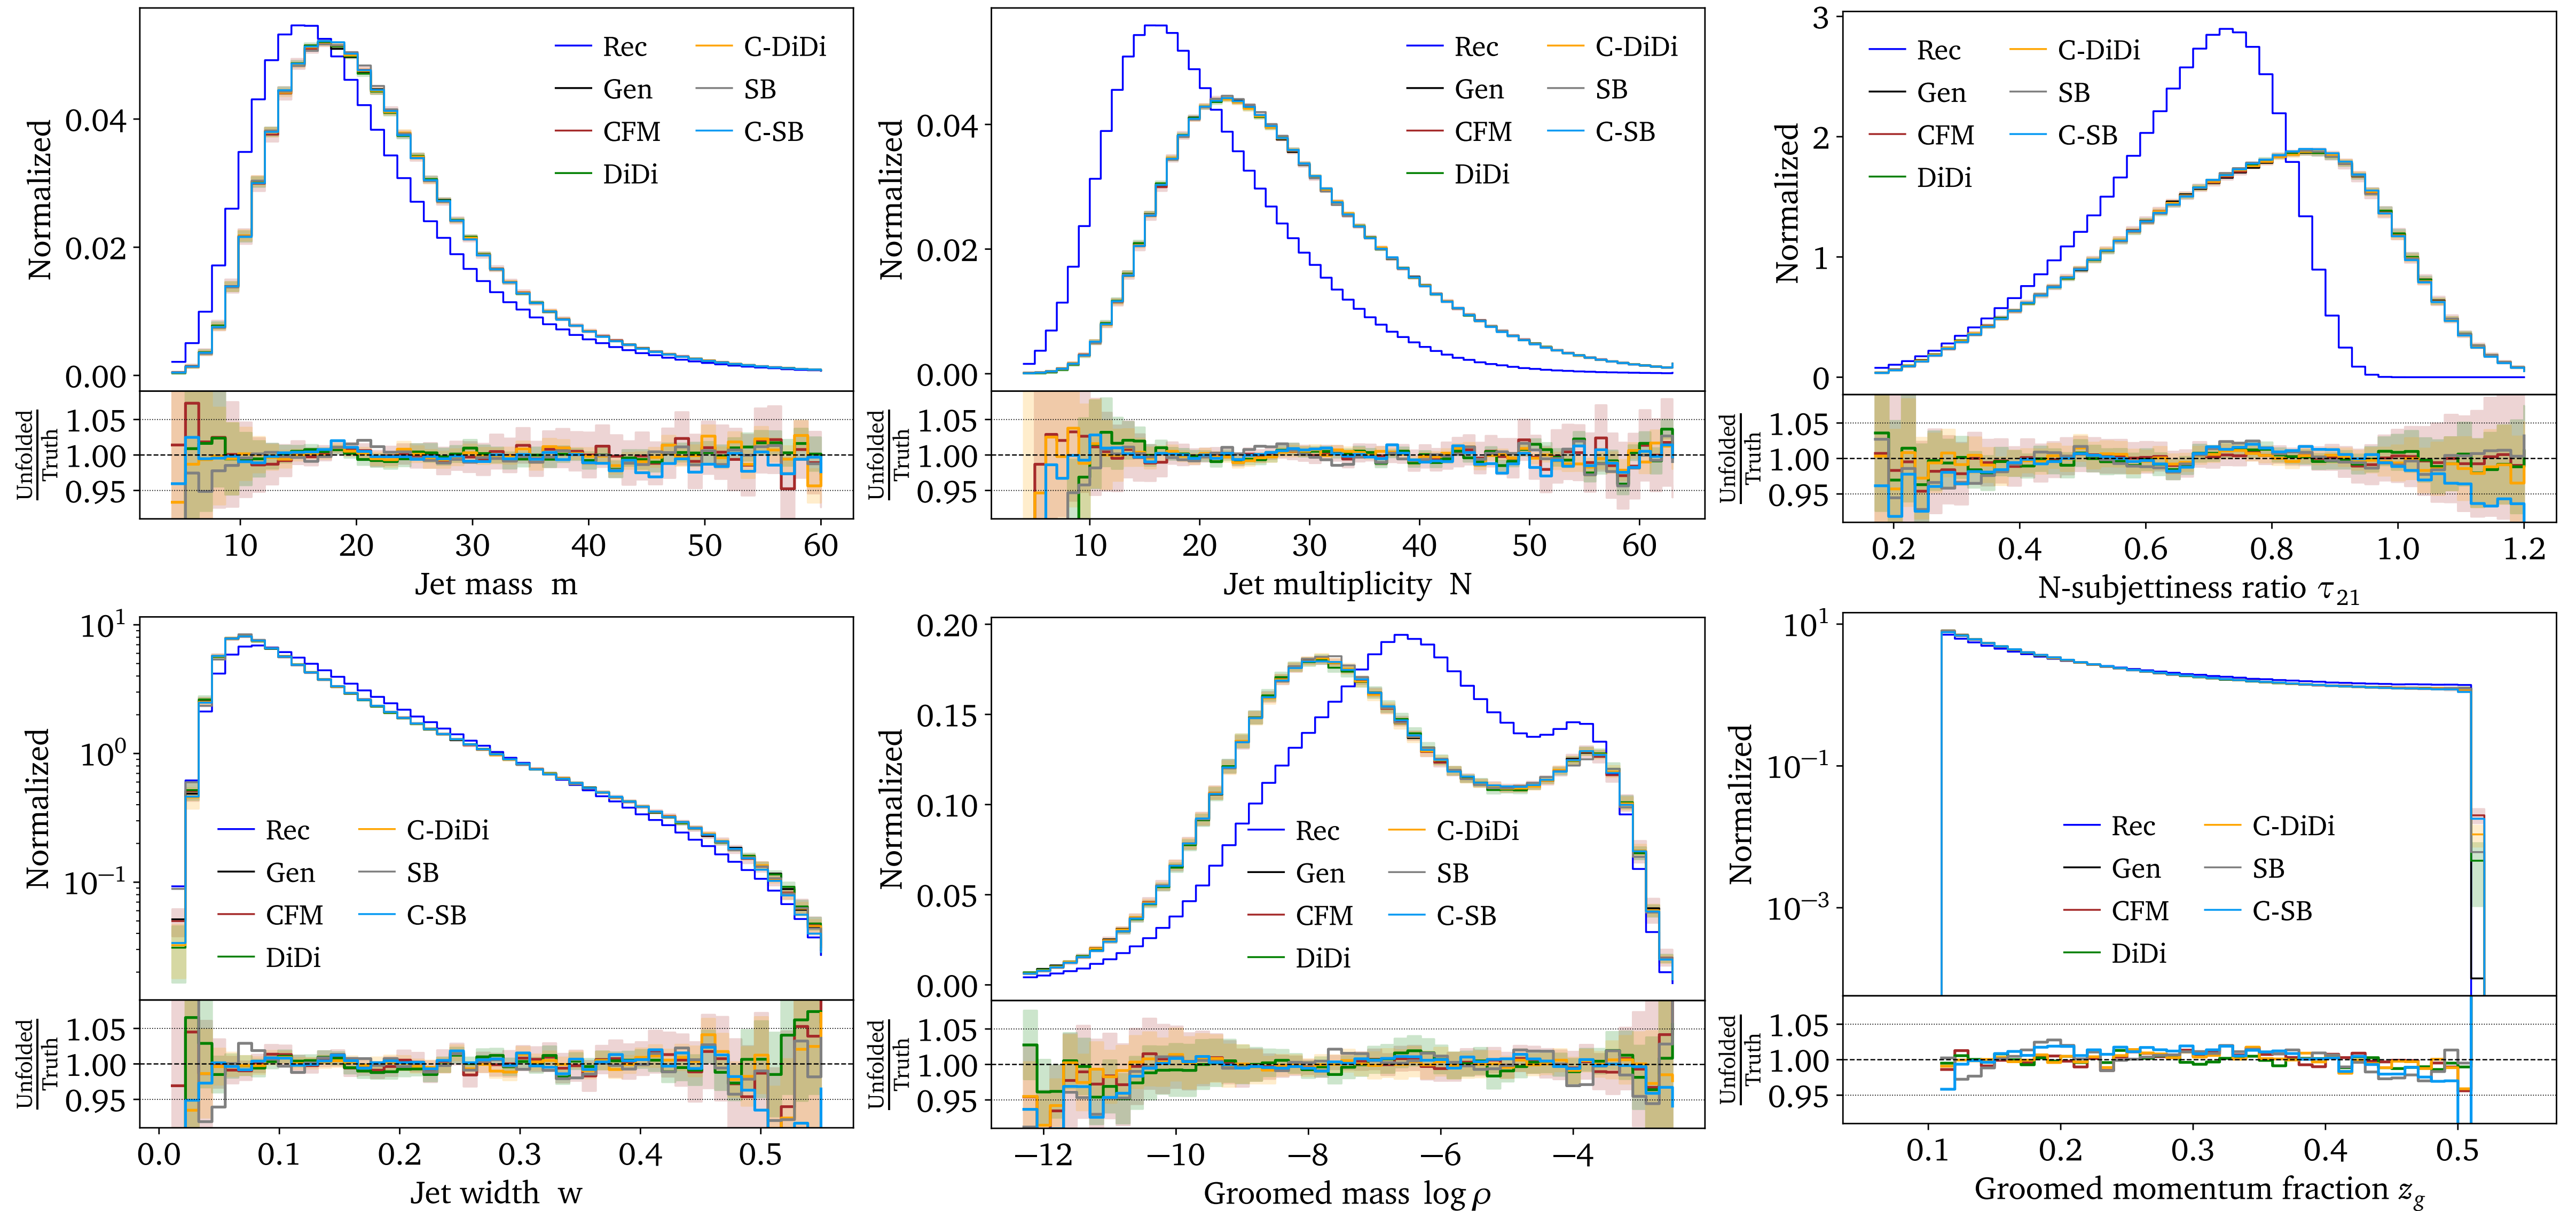 Normalized
0.04
0.02
0.00
Rec
Gen
CFM
DiDi
C-DiDi
SB
C-SB
Unfolded
Truth
1.05
1.00
0.95
10 20 30 40 50 60
Jet mass m
Normalized
0.04
0.02
0.00
Rec
Gen
CFM
DiDi
C-DiDi
SB
C-SB
Unfolded
Truth
1.05
1.00
0.95
10 20 30 40 50 60
Jet multiplicity N
Normalized
3
2
1
0
Rec
Gen
CFM
DiDi
C-DiDi
SB
C-SB
Unfolded
Truth
1.05
1.00
0.95
0.2 0.4 0.6 0.8 1.0 1.2
N-subjettiness ratio τ₂₁
Normalized
10¹
10⁰
10⁻¹
Rec
Gen
CFM
DiDi
C-DiDi
SB
C-SB
Unfolded
Truth
1.05
1.00
0.95
0.0 0.1 0.2 0.3 0.4 0.5
Jet width w
Normalized
0.20
0.15
0.10
0.05
0.00
Rec
Gen
CFM
DiDi
C-DiDi
SB
C-SB
Unfolded
Truth
1.05
1.00
0.95
−12 −10 −8 −6 −4
Groomed mass log ρ
Normalized
10¹
10⁻¹
10⁻³
Rec
Gen
CFM
DiDi
C-DiDi
SB
C-SB
Unfolded
Truth
1.05
1.00
0.95
0.1 0.2 0.3 0.4 0.5
Groomed momentum fraction z_g